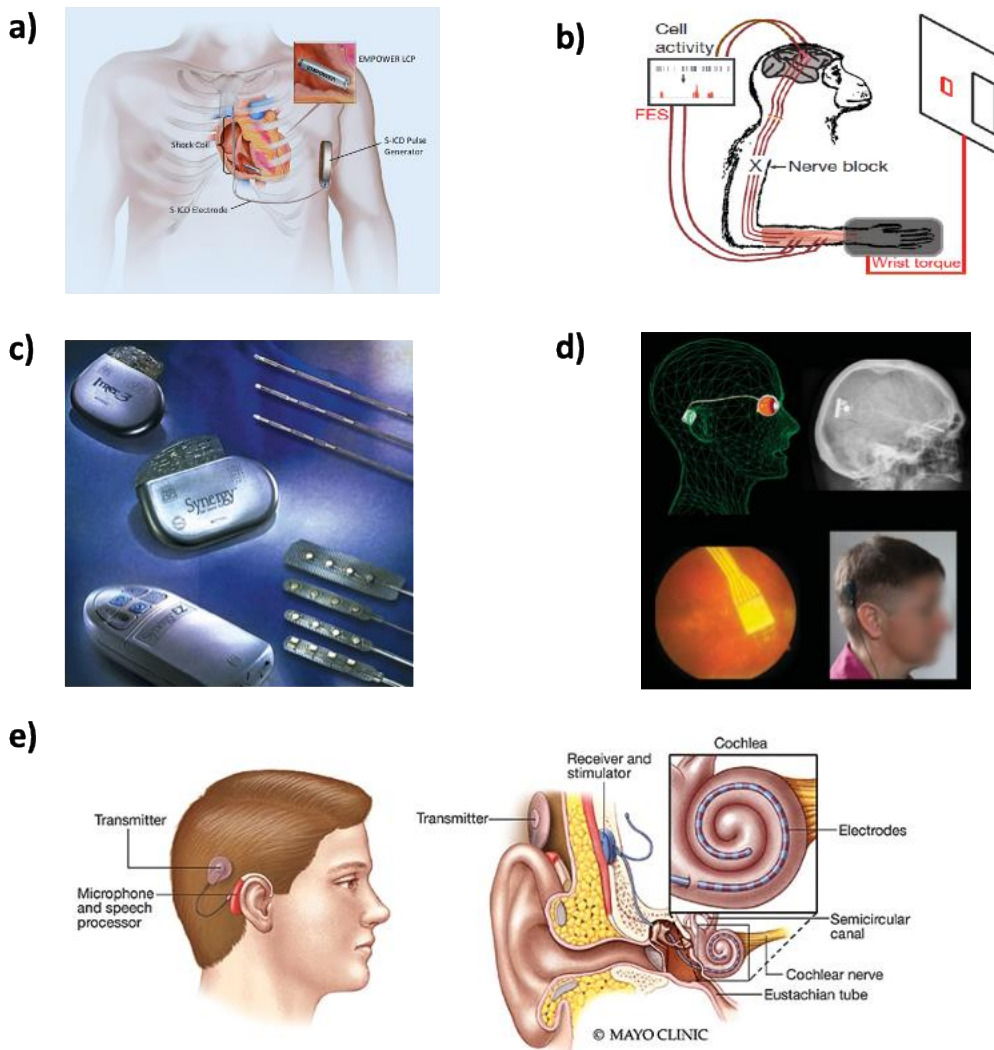 a)
EMPOWER LCP
EMPOWER
Shock Coil
S-ICD Pulse
Generator
S-ICD Electrode
b)
Cell
activity
FES
X
Nerve block
Wrist torque
c)
Synergy
d)
e)
Transmitter
Microphone
and speech
processor
Receiver and
stimulator
Transmitter
Cochlea
Electrodes
Semicircular
canal
Cochlear nerve
Eustachian tube
© MAYO CLINIC